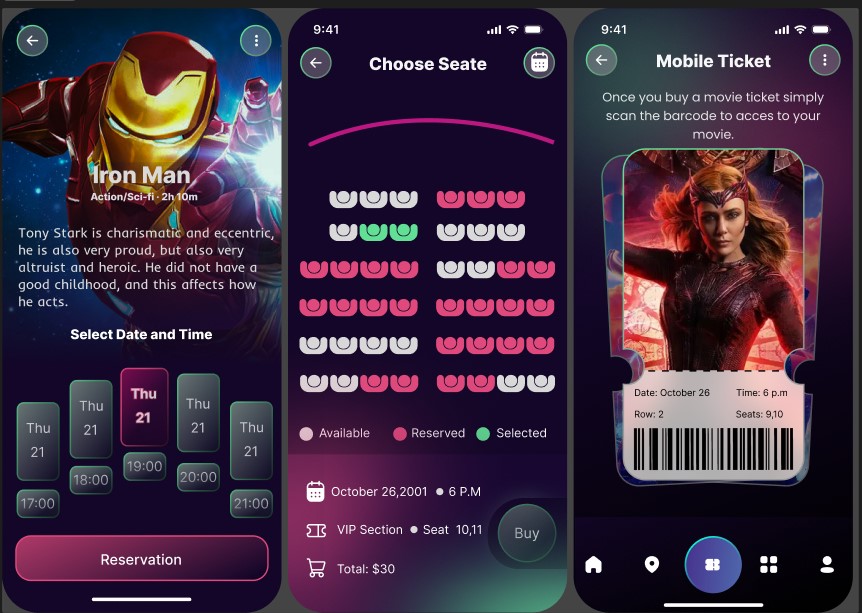 Iron Man
Action/Sci-fi · 2h 10m
Tony Stark is charismatic and eccentric,
he is also very proud, but also very
altruist and heroic. He did not have a
good childhood, and this affects how
he acts.
Select Date and Time
Thu
21
17:00
Thu
21
18:00
Thu
21
19:00
Thu
21
20:00
Thu
21
21:00
Reservation
9:41
Choose Seate
Available
Reserved
Selected
October 26,2001 ● 6 P.M
VIP Section ● Seat 10,11
Total: $30
Buy
9:41
Mobile Ticket
Once you buy a movie ticket simply
scan the barcode to acces to your
movie.
Date: October 26 Time: 6 p.m
Row: 2 Seats: 9,10